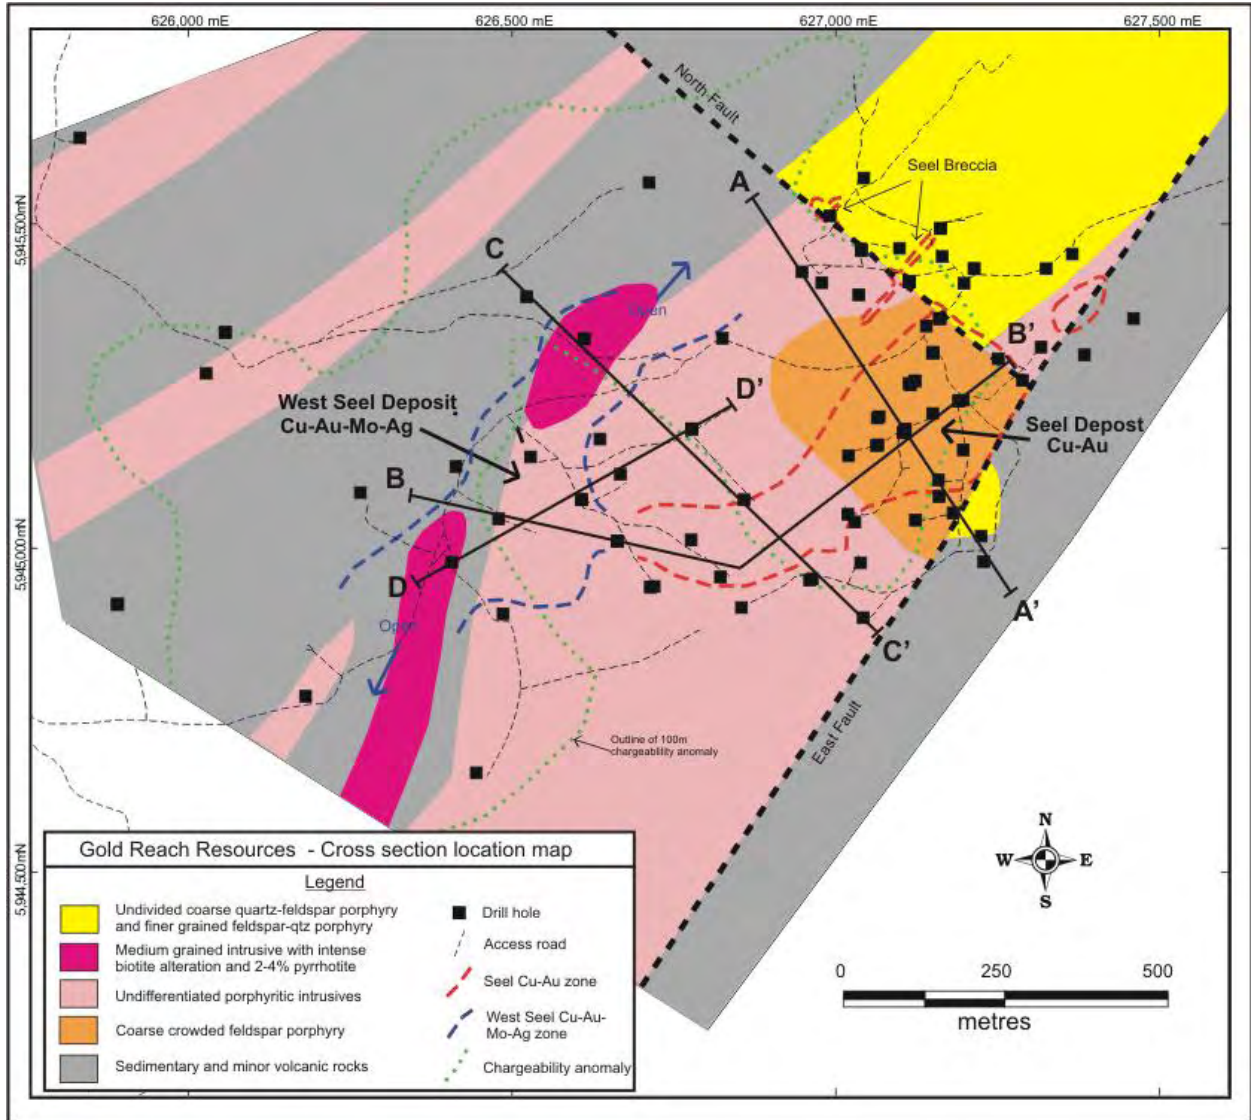 626,000 mE
626,500 mE
627,000 mE
627,500 mE
North Fault
A
Seel Breccia
5,945,500mN
C
Open
B'
D'
West Seel Deposit
Cu-Au-Mo-Ag
Seel Depost
Cu-Au
B
5,945,000mN
D
A'
Open
C'
East Fault
Outline of 100m
chargeability anomaly
N
W
E
S
5,944,500mN
Gold Reach Resources - Cross section location map
Legend
Undivided coarse quartz-feldspar porphyry
and finer grained feldspar-qtz porphyry
Medium grained intrusive with intense
biotite alteration and 2-4% pyrrhotite
Undifferentiated porphyritic intrusives
Coarse crowded feldspar porphyry
Sedimentary and minor volcanic rocks
Drill hole
Access road
Seel Cu-Au zone
West Seel Cu-Au-
Mo-Ag zone
Chargeability anomaly
0
250
500
metres